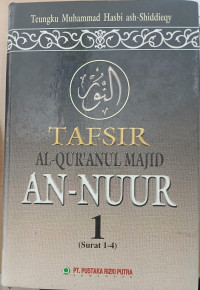 Teungku Muhammad Hasbi ash-Shiddieqy
النور
TAFSIR
AL-QUR'ANUL MAJID
AN-NUUR
1
(Surat 1-4)
PT. PUSTAKA RIZKI PUTRA